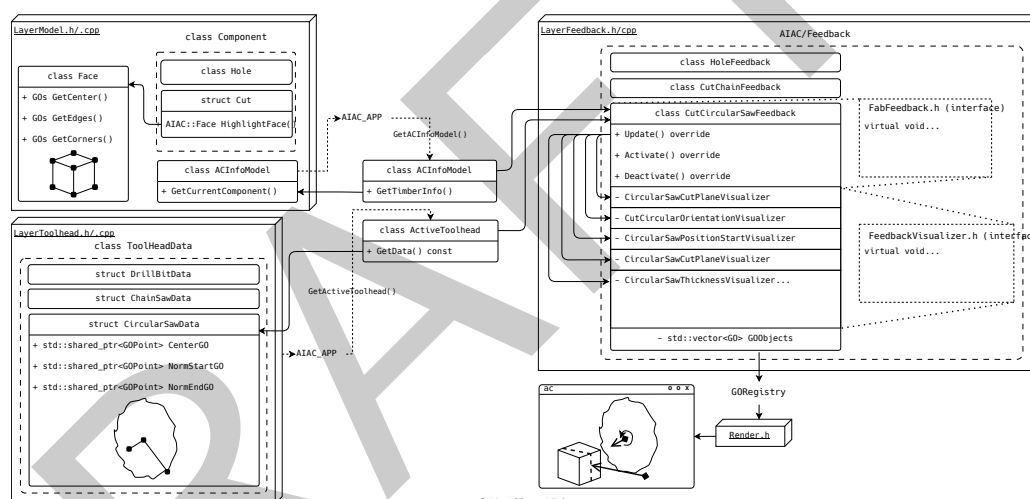 LayerModel.h/.cpp
class Component
class Hole
class Face
+ GOs GetCenter()
+ GOs GetEdges()
+ GOs GetCorners()
struct Cut
AIAC::Face HighlightFace()
class ACInfoModel
+ GetCurrentComponent()
AIAC_APP
GetACInfoModel()
class ACInfoModel
+ GetTimberInfo()
class ActiveToolhead
+ GetData() const
LayerToolhead.h/.cpp
class ToolHeadData
struct DrillBitData
struct ChainSawData
struct CircularSawData
+ std::shared_ptr<GOPoint> CenterGO
+ std::shared_ptr<GOPoint> NormStartGO
+ std::shared_ptr<GOPoint> NormEndGO
GetActiveToolhead()
AIAC_APP
LayerFeedback.h/cpp
AIAC/Feedback
class HoleFeedback
class CutChainFeedback
class CutCircularSawFeedback
+ Update() override
+ Activate() override
+ Deactivate() override
- CircularSawCutPlaneVisualizer
- CutCircularOrientationVisualizer
- CircularSawPositionStartVisualizer
- CircularSawCutPlaneVisualizer
- CircularSawThicknessVisualizer...
- std::vector<GO> GOObjects
FabFeedback.h (interface)
virtual void...
FeedbackVisualizer.h (interfac
virtual void...
GORegistry
Render.h
ac
o o x